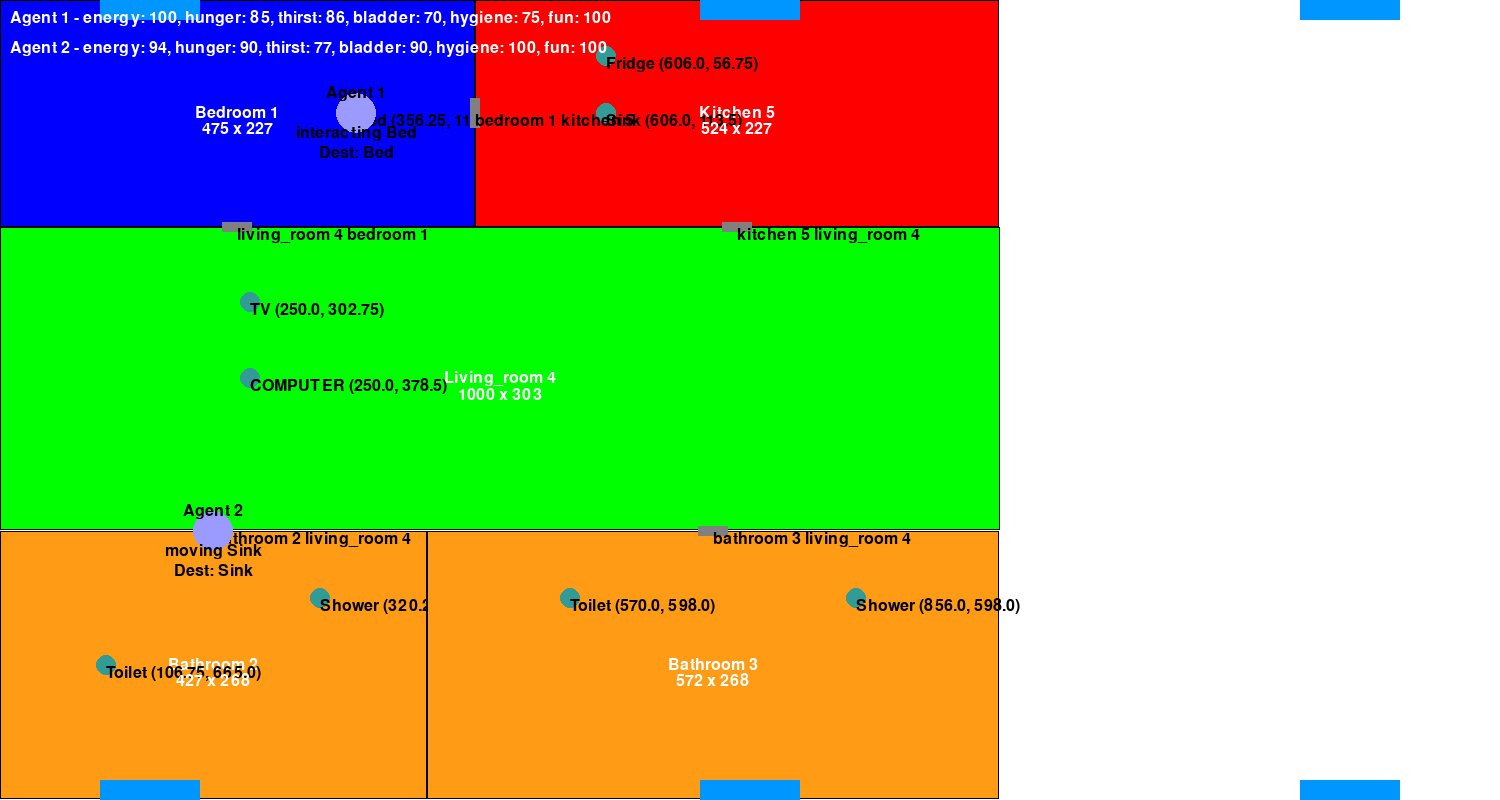 Agent 1 - energy: 100, hunger: 85, thirst: 86, bladder: 70, hygiene: 75, fun: 100
Agent 2 - energy: 94, hunger: 90, thirst: 77, bladder: 90, hygiene: 100, fun: 100
Fridge (606.0, 56.75)
Agent 1
Bedroom 1
475 x 227
(356.25, 11
bedroom 1 kitchen 5
Sink (606.0, 113.5)
Kitchen 5
524 x 227
interacting Bed
Dest: Bed
living_room 4 bedroom 1
kitchen 5 living_room 4
TV (250.0, 302.75)
COMPUTER (250.0, 378.5)
Living_room 4
1000 x 303
Agent 2
throom 2 living_room 4
bathroom 3 living_room 4
moving Sink
Dest: Sink
Shower (320.2
Toilet (570.0, 598.0)
Shower (856.0, 598.0)
Bathroom 2
427 x 268
Toilet (106.75, 665.0)
Bathroom 3
572 x 268